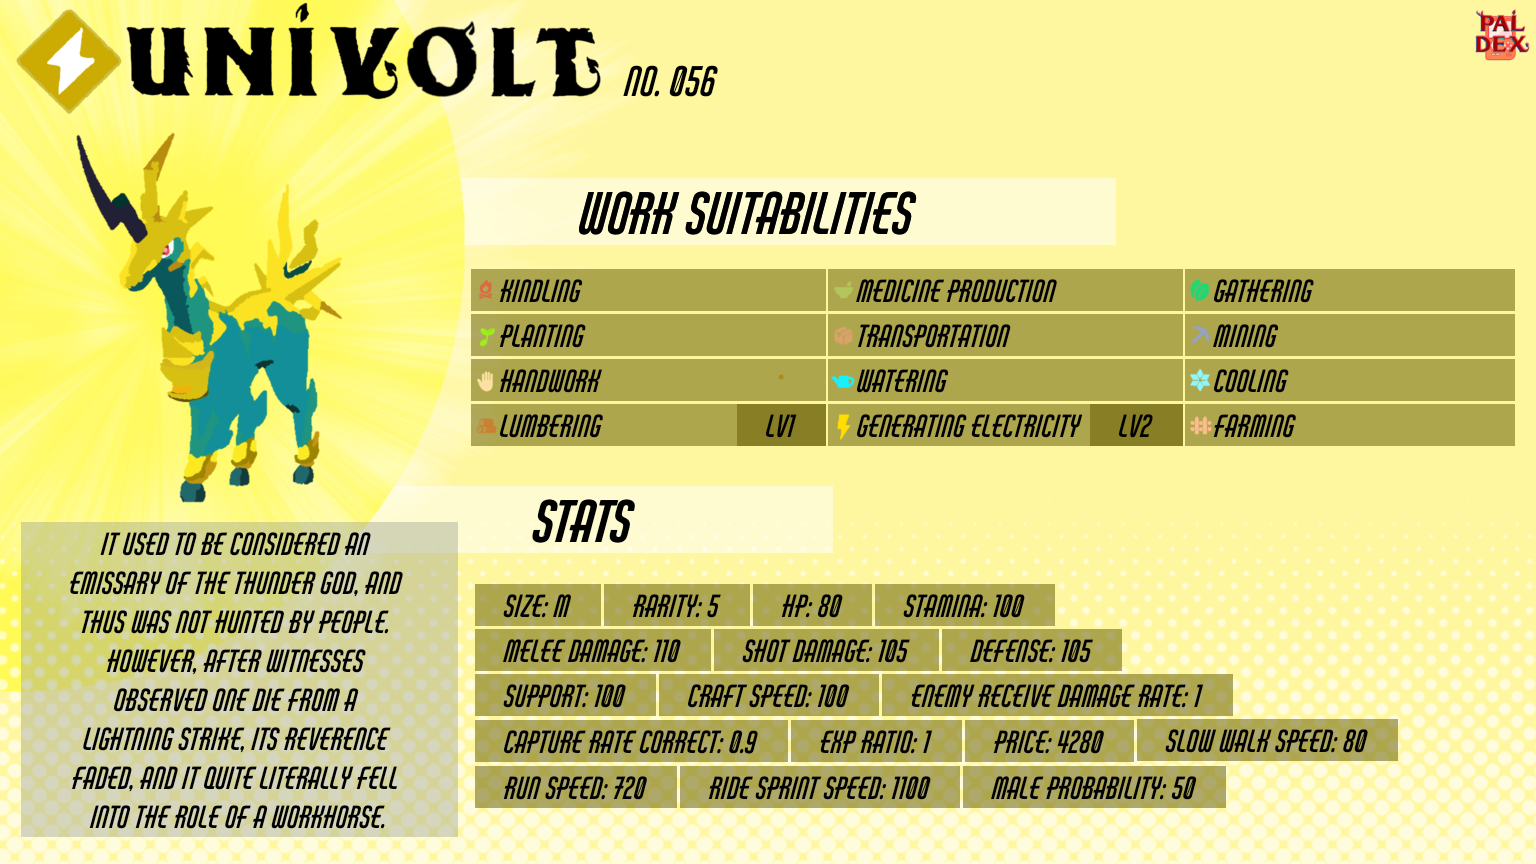 UNIVOLT NO. 056
PAL
DEX
WORK SUITABILITIES
KINDLING MEDICINE PRODUCTION GATHERING
PLANTING TRANSPORTATION MINING
HANDWORK WATERING COOLING
LUMBERING LV1 GENERATING ELECTRICITY LV2 FARMING
STATS
IT USED TO BE CONSIDERED AN
EMISSARY OF THE THUNDER GOD, AND
THUS WAS NOT HUNTED BY PEOPLE.
HOWEVER, AFTER WITNESSES
OBSERVED ONE DIE FROM A
LIGHTNING STRIKE, ITS REVERENCE
FADED, AND IT QUITE LITERALLY FELL
INTO THE ROLE OF A WORKHORSE.
SIZE: M RARITY: 5 HP: 80 STAMINA: 100
MELEE DAMAGE: 110 SHOT DAMAGE: 105 DEFENSE: 105
SUPPORT: 100 CRAFT SPEED: 100 ENEMY RECEIVE DAMAGE RATE: 1
CAPTURE RATE CORRECT: 0.9 EXP RATIO: 1 PRICE: 4280 SLOW WALK SPEED: 80
RUN SPEED: 720 RIDE SPRINT SPEED: 1100 MALE PROBABILITY: 50